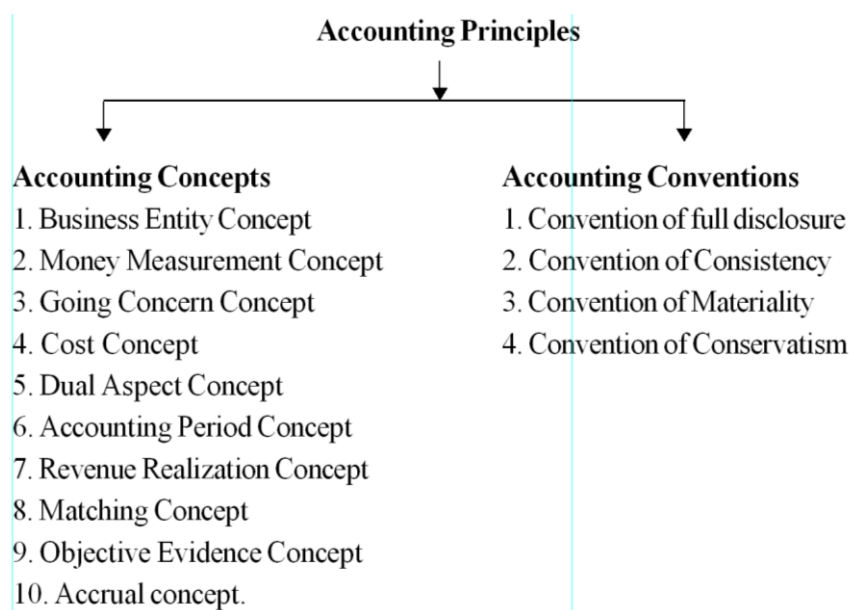 Accounting Principles
Accounting Concepts
1. Business Entity Concept
2. Money Measurement Concept
3. Going Concern Concept
4. Cost Concept
5. Dual Aspect Concept
6. Accounting Period Concept
7. Revenue Realization Concept
8. Matching Concept
9. Objective Evidence Concept
10. Accrual concept.
Accounting Conventions
1. Convention of full disclosure
2. Convention of Consistency
3. Convention of Materiality
4. Convention of Conservatism